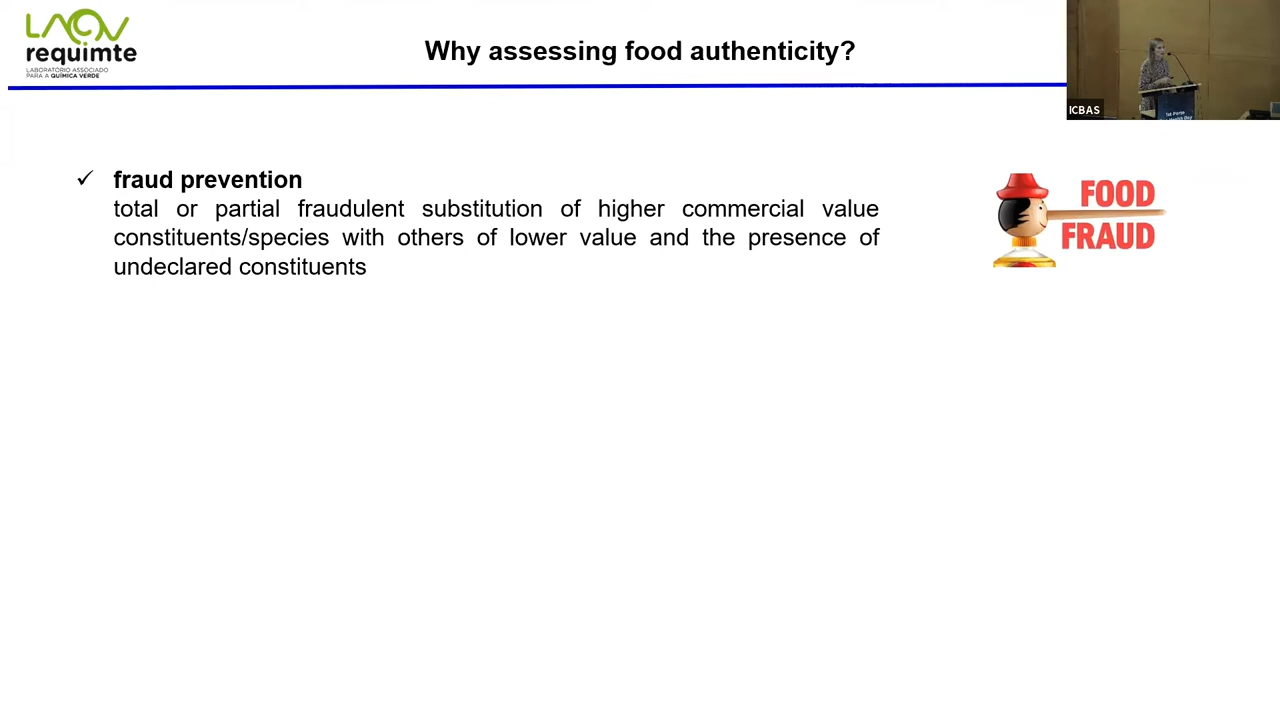 LAQV
requimte
LABORATÓRIO ASSOCIADO
PARA A QUÍMICA VERDE
Why assessing food authenticity?
ICBAS
1st Porto
✓ fraud prevention
total or partial fraudulent substitution of higher commercial value
constituents/species with others of lower value and the presence of
undeclared constituents
FOOD
FRAUD